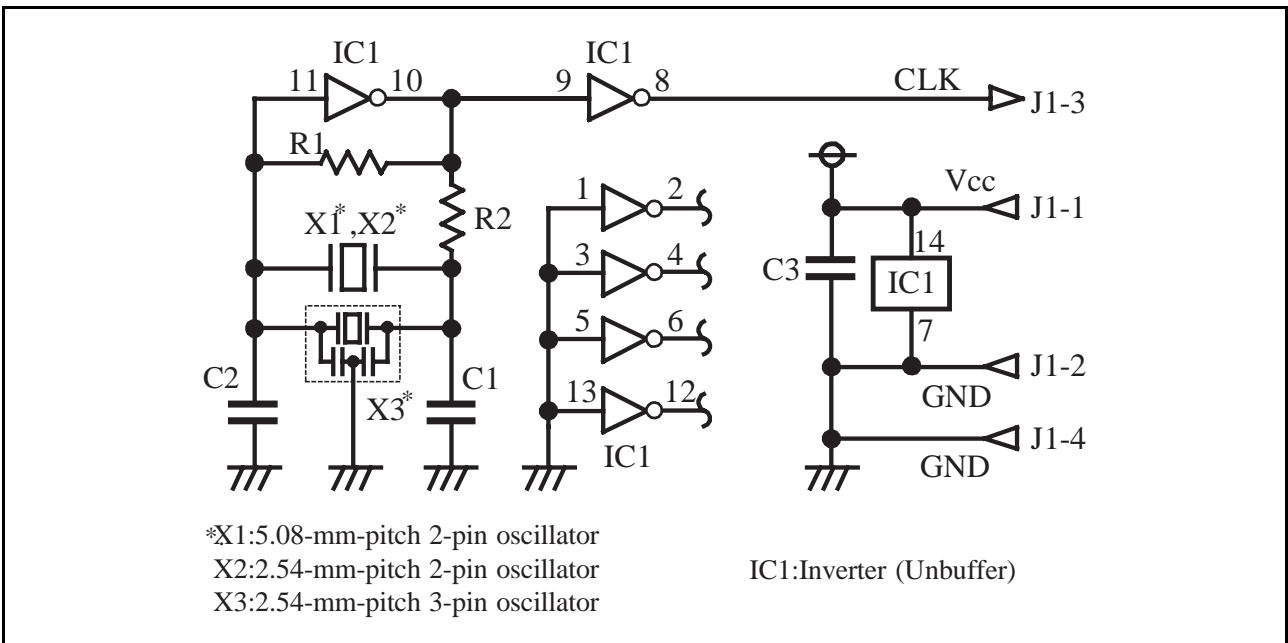 IC1
IC1
11
10
9
8
CLK
J1-3
R1
R2
X1*,X2*
1
2
3
4
5
6
13
12
IC1
Vcc
J1-1
14
IC1
7
C3
J1-2
GND
J1-4
GND
C2
C1
X3*
*X1:5.08-mm-pitch 2-pin oscillator
X2:2.54-mm-pitch 2-pin oscillator
X3:2.54-mm-pitch 3-pin oscillator
IC1:Inverter (Unbuffer)